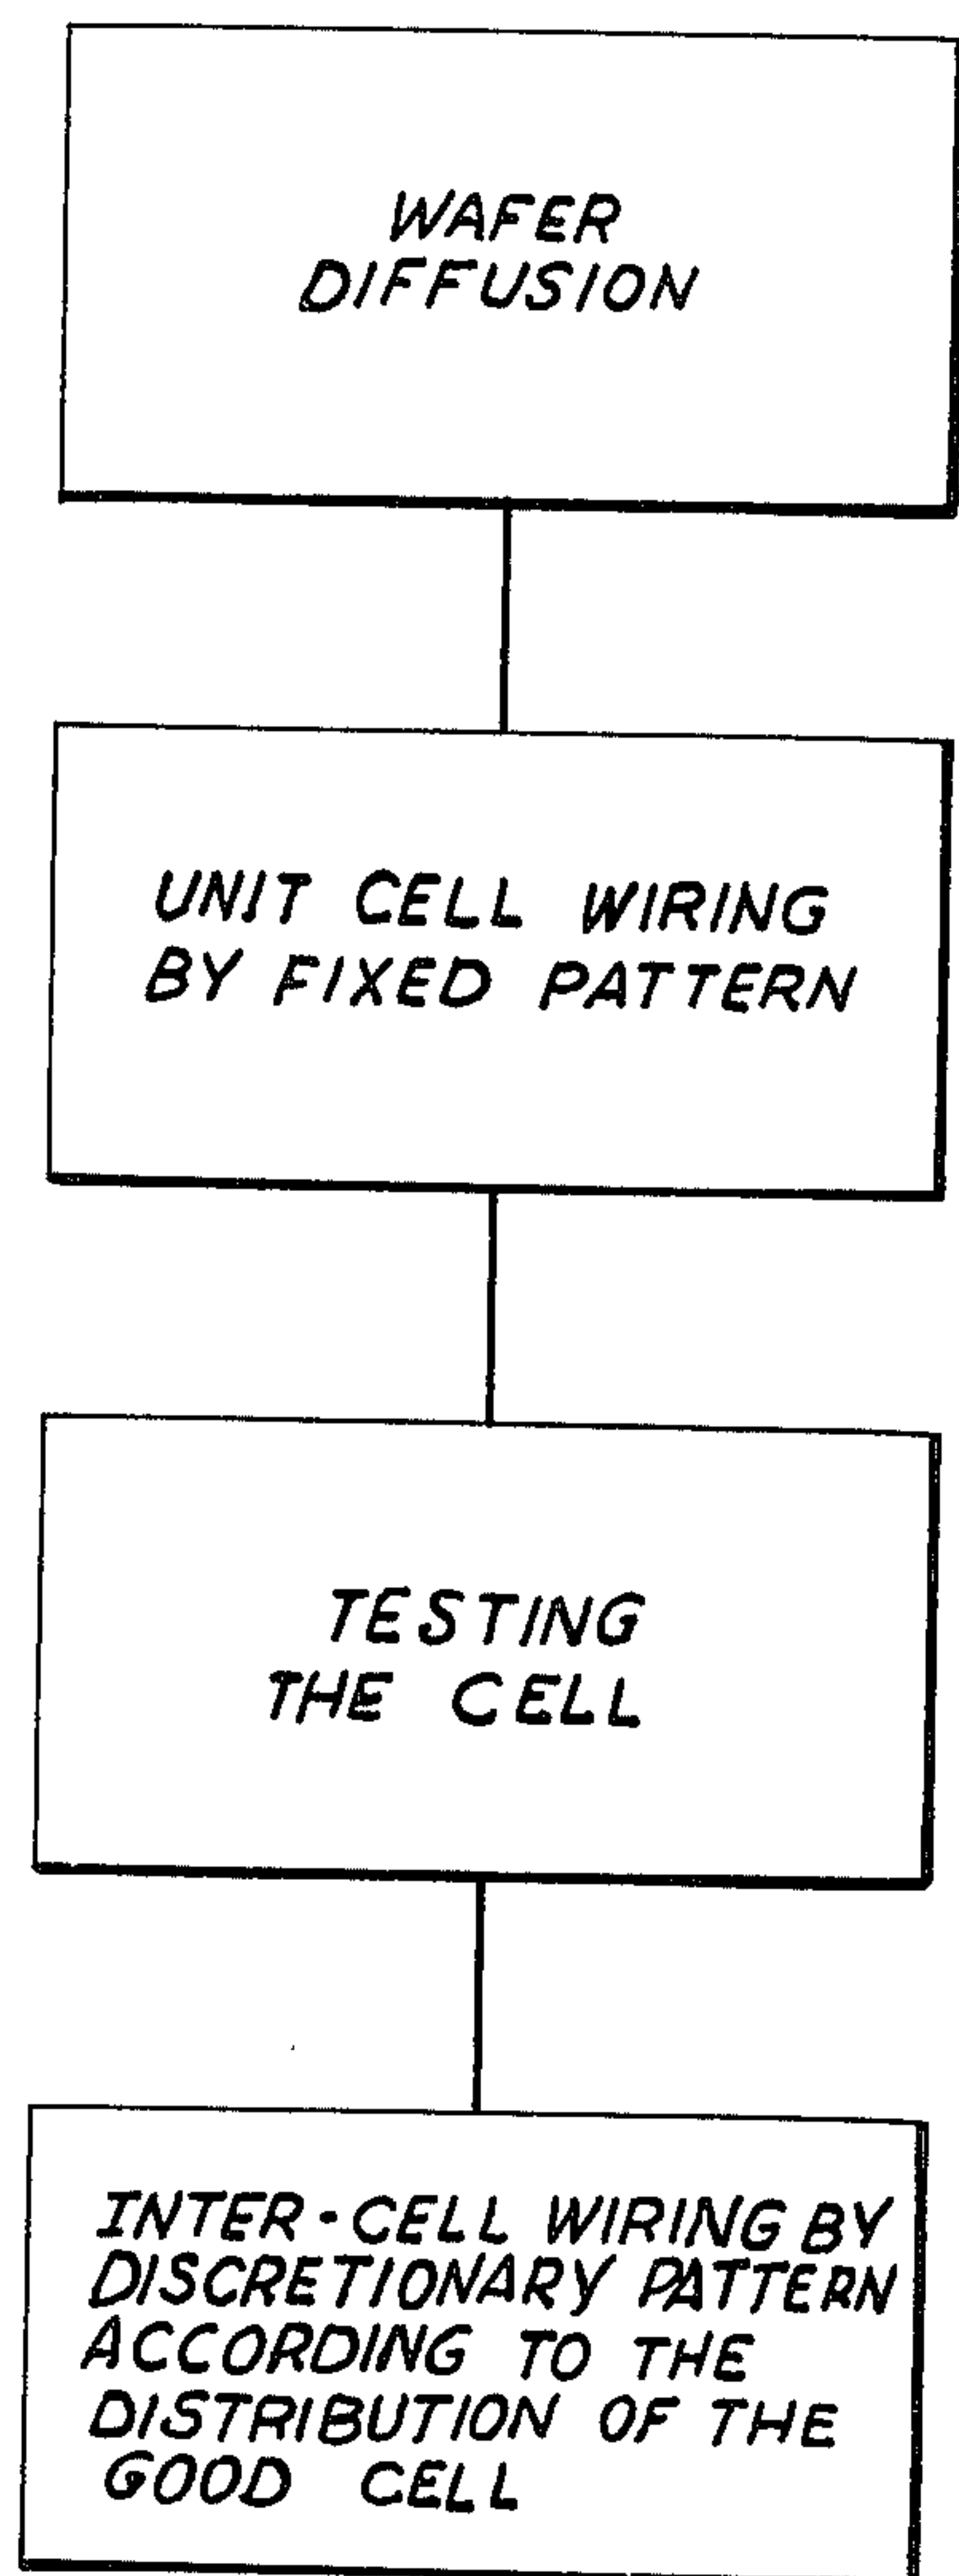 WAFER
DIFFUSION
UNIT CELL WIRING
BY FIXED PATTERN
TESTING
THE CELL
INTER-CELL WIRING BY
DISCRETIONARY PATTERN
ACCORDING TO THE
DISTRIBUTION OF THE
GOOD CELL